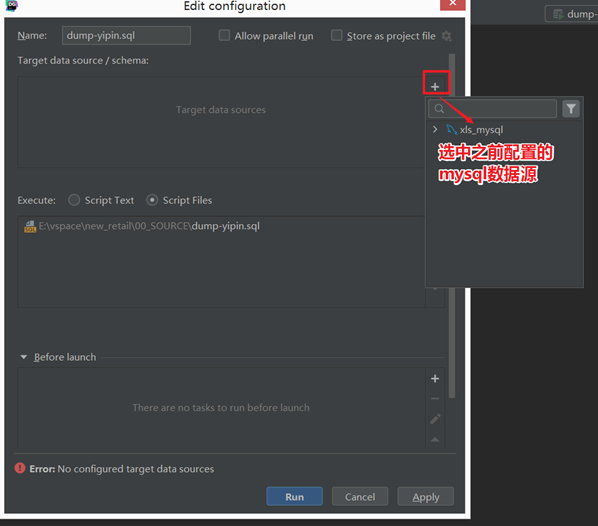 DG
Edit configuration
dump-
Name:
dump-yipin.sql
Allow parallel run
Store as project file
Target data source / schema:
Target data sources
xls_mysql
选中之前配置的
mysql数据源
Execute:
Script Text
Script Files
SQL
E:\vspace\new_retail\00_SOURCE\dump-yipin.sql
Before launch
There are no tasks to run before launch
Error: No configured target data sources
Run
Cancel
Apply